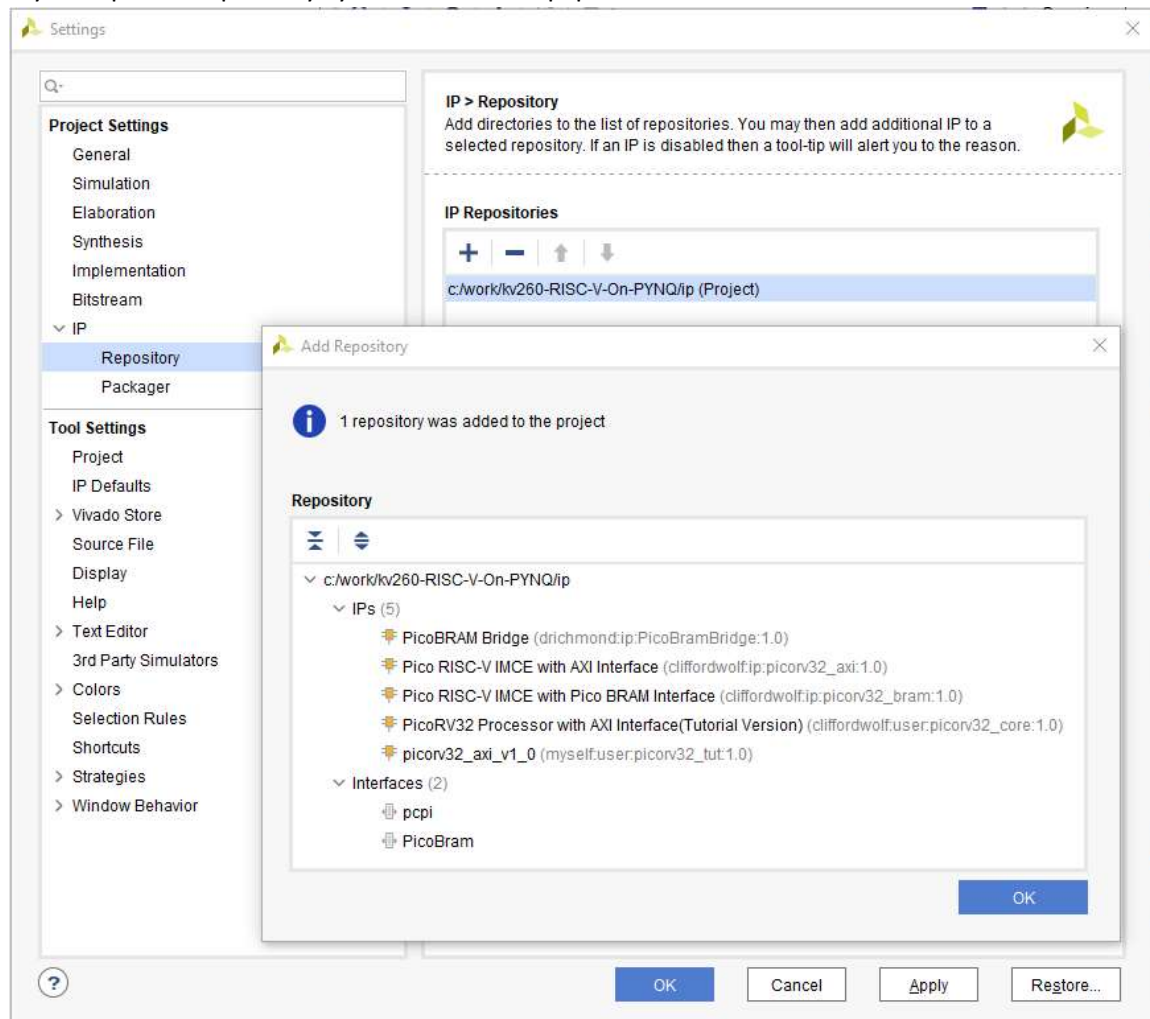 Settings
IP > Repository
Add directories to the list of repositories. You may then add additional IP to a
selected repository. If an IP is disabled then a tool-tip will alert you to the reason.
Project Settings
General
Simulation
Elaboration
Synthesis
Implementation
Bitstream
IP
Repository
Packager
Tool Settings
Project
IP Defaults
Vivado Store
Source File
Display
Help
Text Editor
3rd Party Simulators
Colors
Selection Rules
Shortcuts
Strategies
Window Behavior
IP Repositories
c:/work/kv260-RISC-V-On-PYNQ/ip (Project)
Add Repository
1 repository was added to the project
Repository
c:/work/kv260-RISC-V-On-PYNQ/ip
IPs (5)
PicoBRAM Bridge (drichmond:ip:PicoBramBridge:1.0)
Pico RISC-V IMCE with AXI Interface (cliffordwolf:ip:picorv32_axi:1.0)
Pico RISC-V IMCE with Pico BRAM Interface (cliffordwolf:ip:picorv32_bram:1.0)
PicoRV32 Processor with AXI Interface(Tutorial Version) (cliffordwolf:user:picorv32_core:1.0)
picorv32_axi_v1_0 (myself:user:picorv32_tut:1.0)
Interfaces (2)
pcpi
PicoBram
OK
?
OK
Cancel
Apply
Restore...